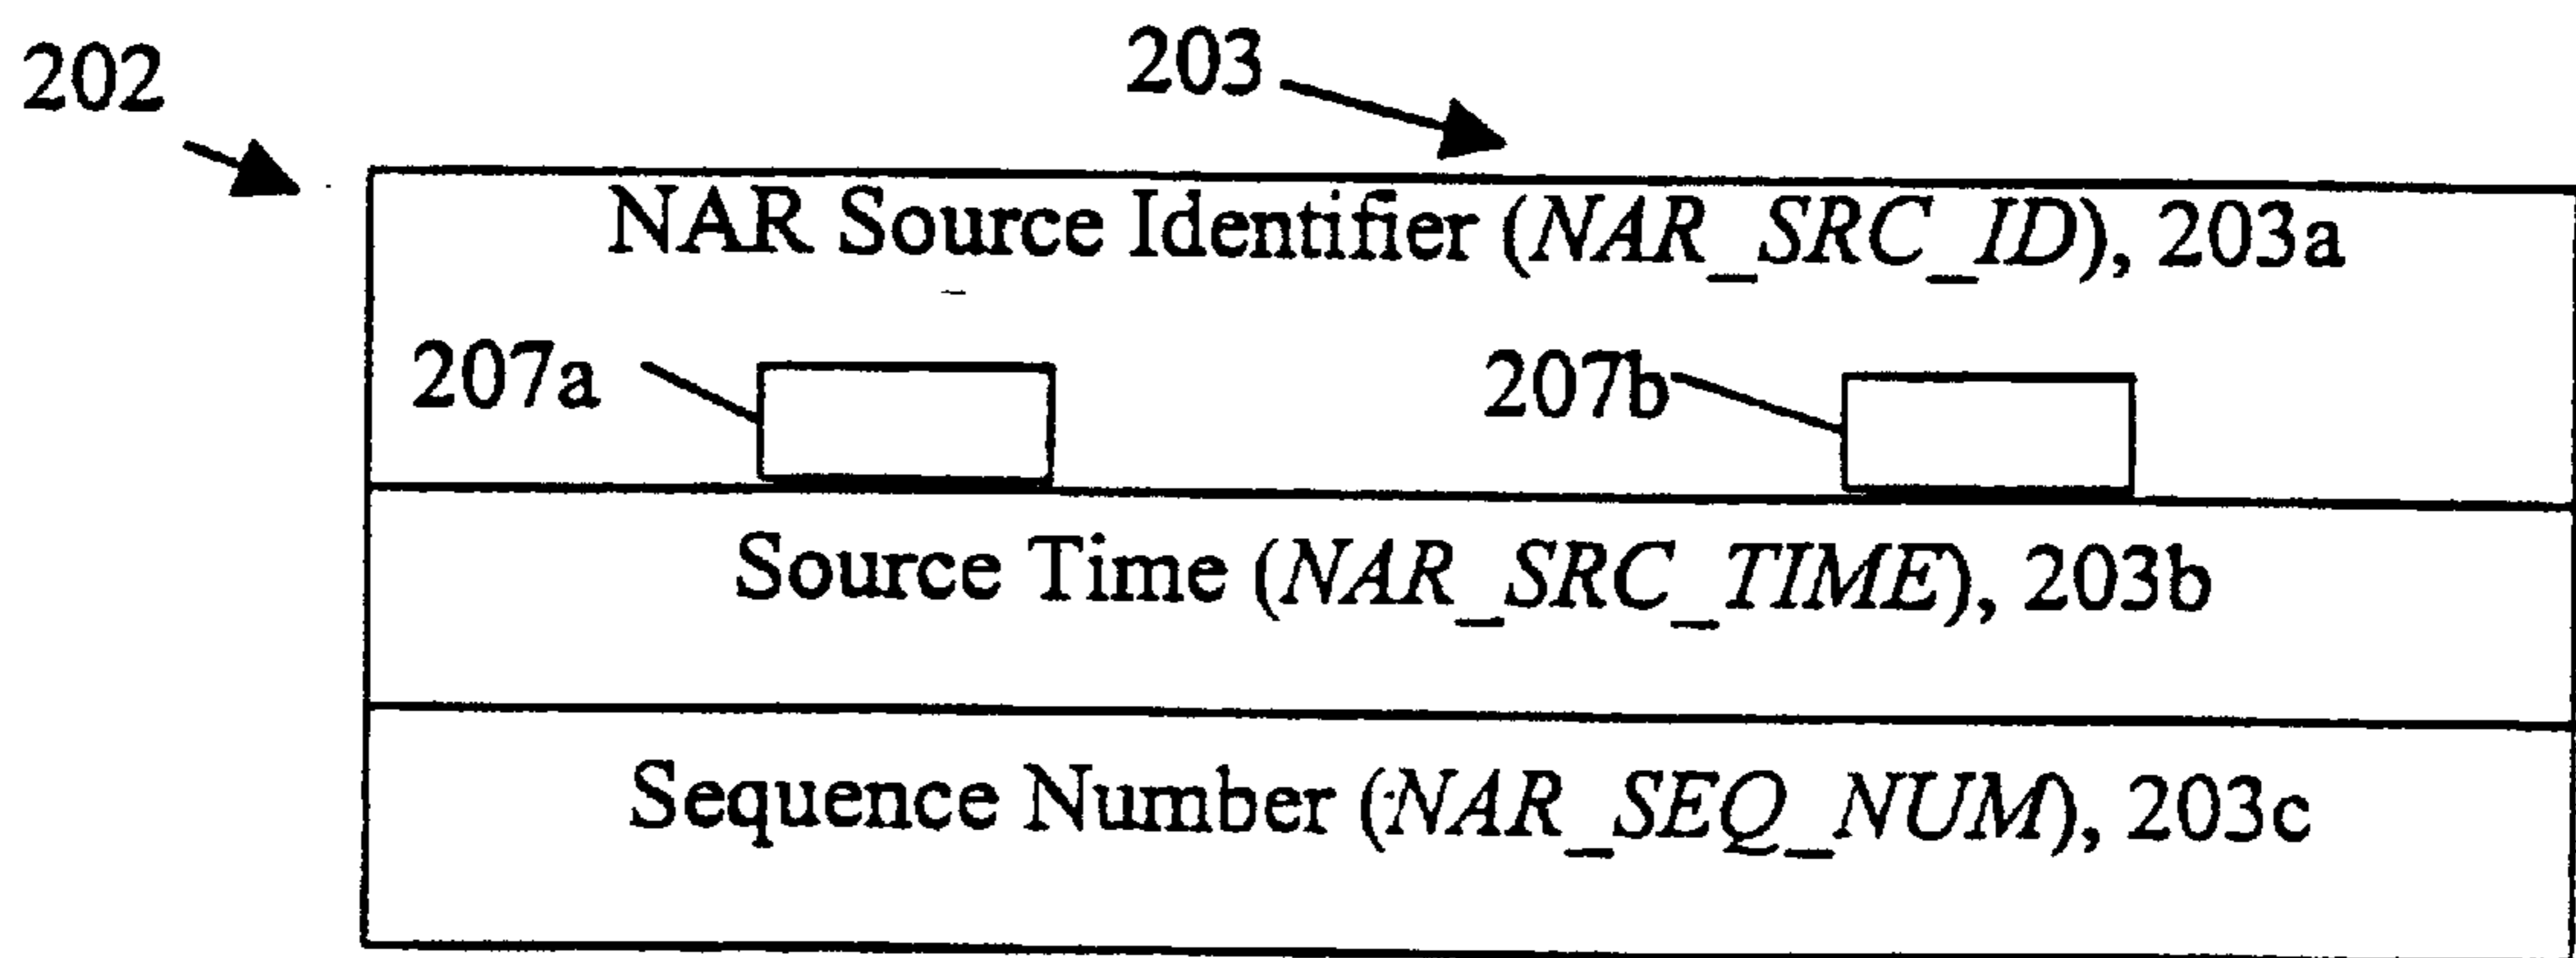 202
203
NAR Source Identifier (NAR_SRC_ID), 203a
207a
207b
Source Time (NAR_SRC_TIME), 203b
Sequence Number (NAR_SEQ_NUM), 203c